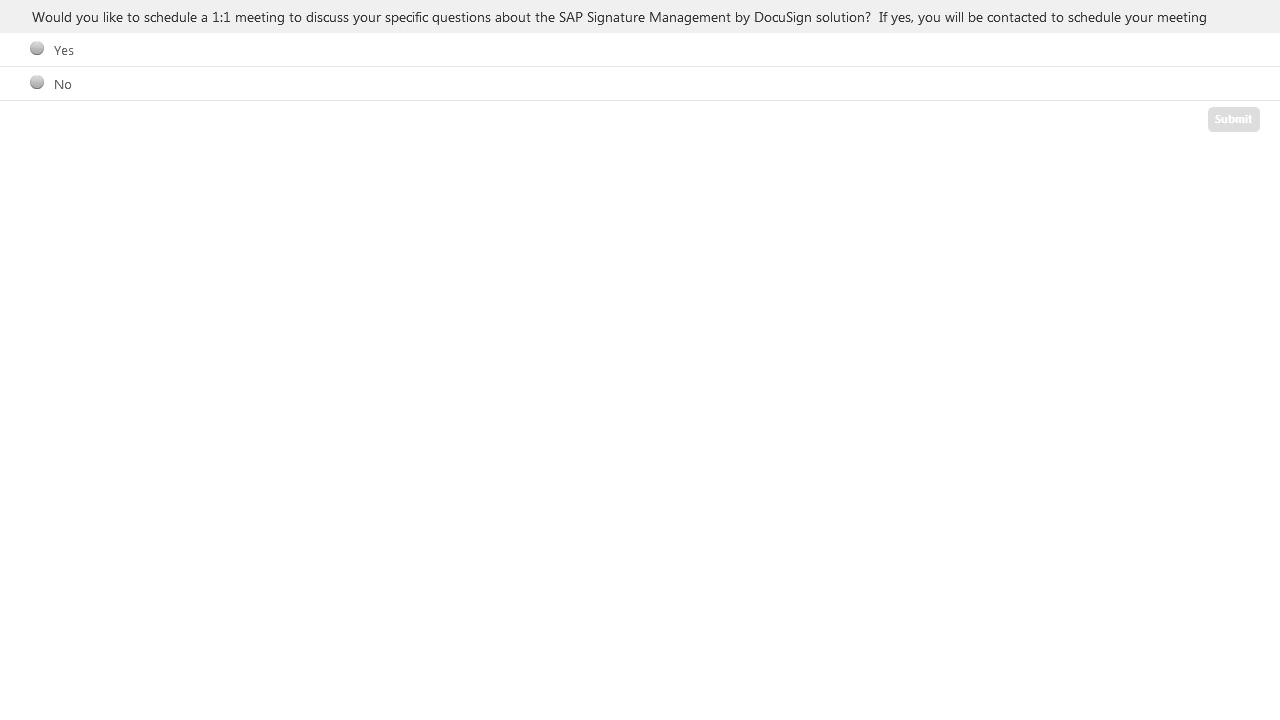 Would you like to schedule a 1:1 meeting to discuss your specific questions about the SAP Signature Management by DocuSign solution?  If yes, you will be contacted to schedule your meeting
Yes
No
Submit